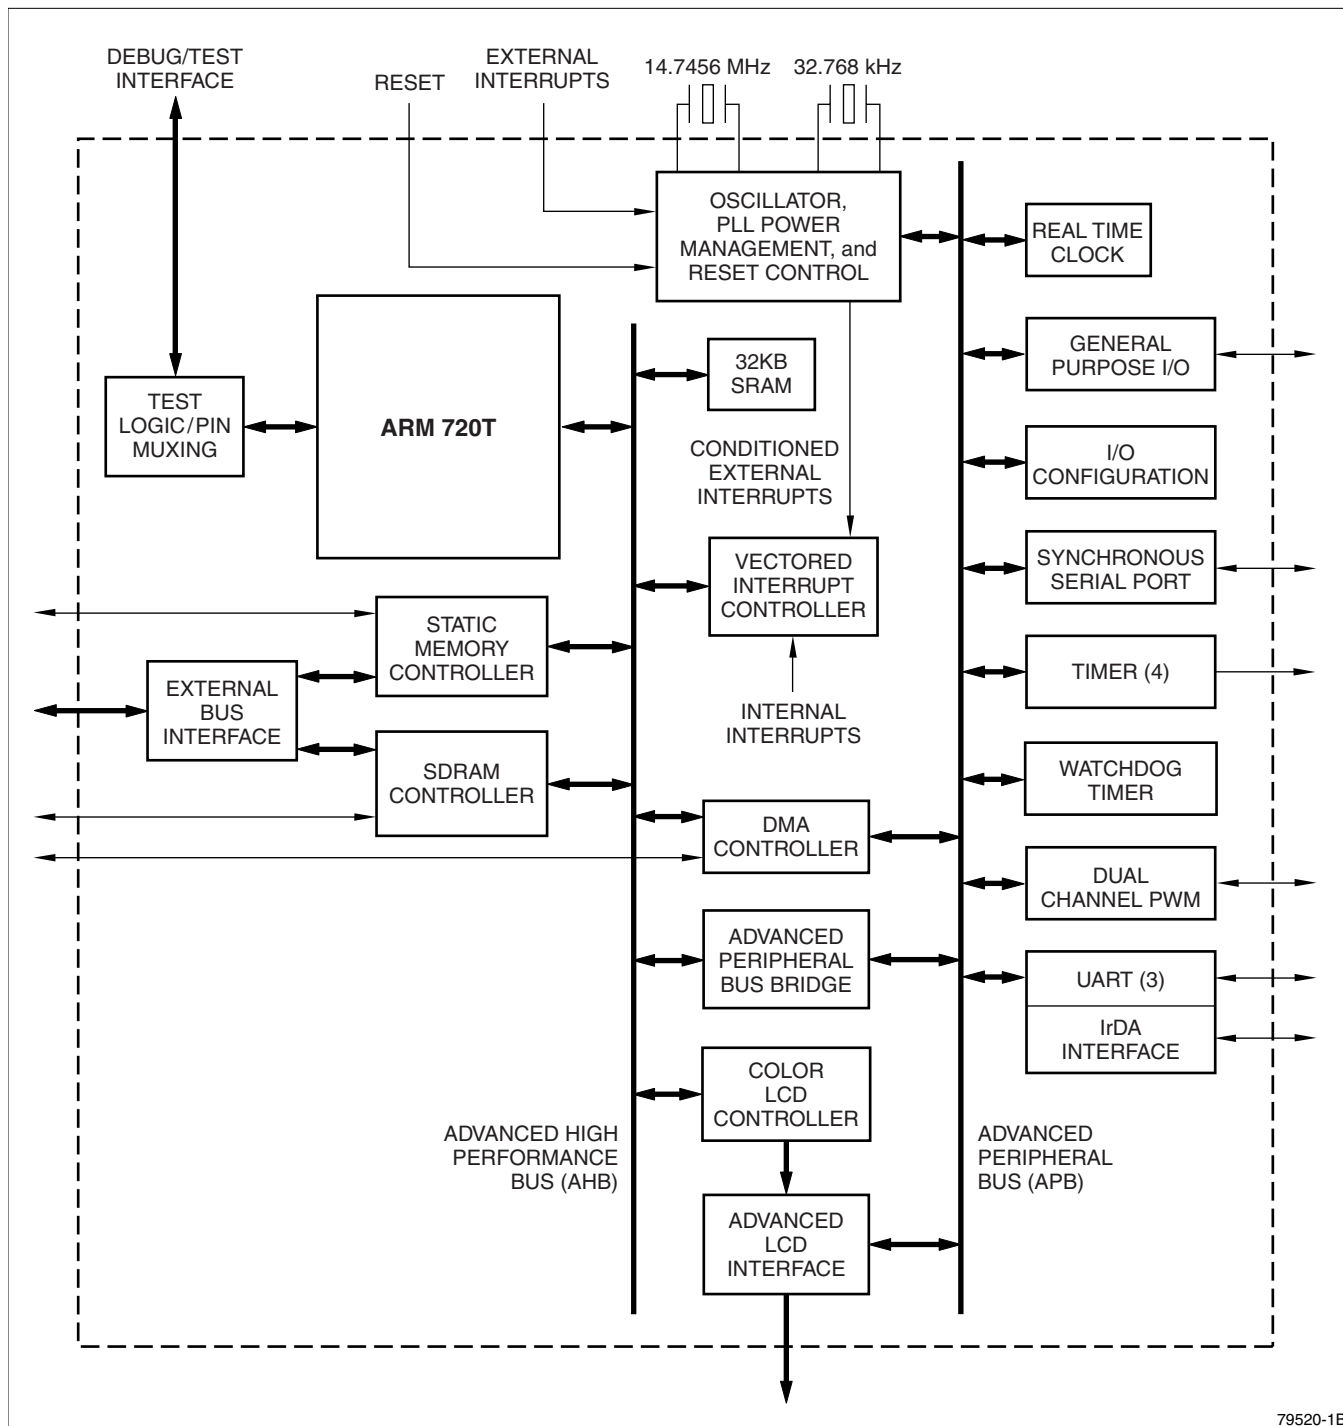 DEBUG/TEST
INTERFACE
RESET
EXTERNAL
INTERRUPTS
14.7456 MHz
32.768 kHz
OSCILLATOR,
PLL POWER
MANAGEMENT, and
RESET CONTROL
REAL TIME
CLOCK
GENERAL
PURPOSE I/O
32KB
SRAM
TEST
LOGIC/PIN
MUXING
ARM 720T
CONDITIONED
EXTERNAL
INTERRUPTS
I/O
CONFIGURATION
VECTORED
INTERRUPT
CONTROLLER
SYNCHRONOUS
SERIAL PORT
STATIC
MEMORY
CONTROLLER
EXTERNAL
BUS
INTERFACE
INTERNAL
INTERRUPTS
TIMER (4)
SDRAM
CONTROLLER
WATCHDOG
TIMER
DMA
CONTROLLER
DUAL
CHANNEL PWM
ADVANCED
PERIPHERAL
BUS BRIDGE
UART (3)
IrDA
INTERFACE
COLOR
LCD
CONTROLLER
ADVANCED HIGH
PERFORMANCE
BUS (AHB)
ADVANCED
PERIPHERAL
BUS (APB)
ADVANCED
LCD
INTERFACE
79520-1B